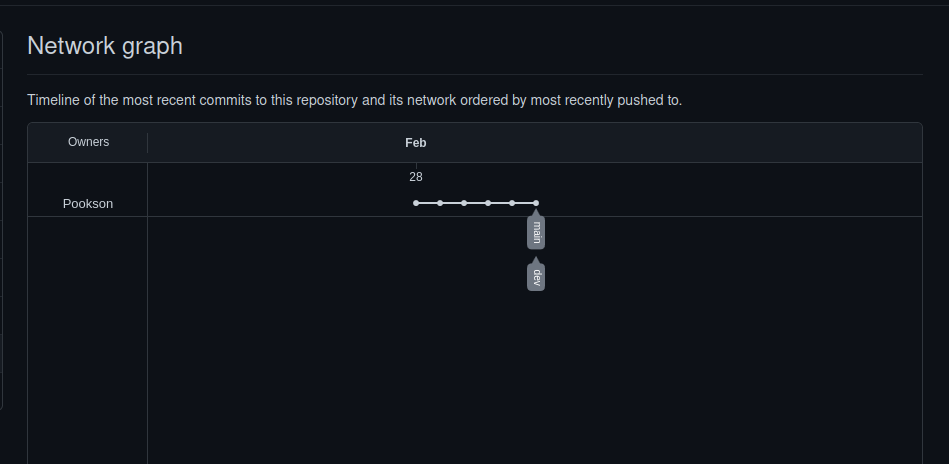 Network graph
Timeline of the most recent commits to this repository and its network ordered by most recently pushed to.
Owners
Feb
28
Pookson
main
dev